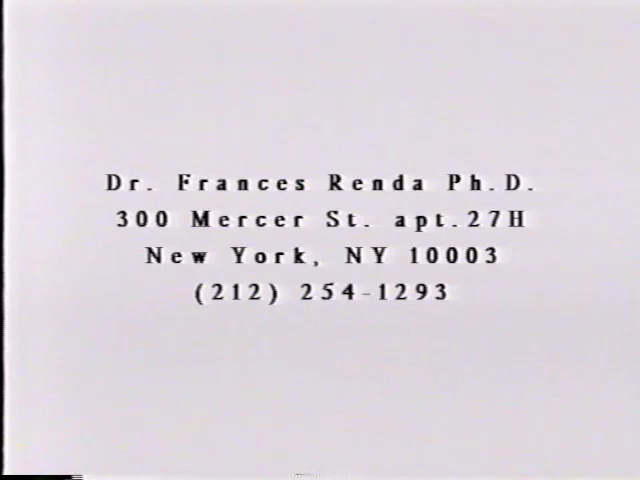 Dr. Frances Renda Ph.D.
300 Mercer St. apt.27H
New York, NY 10003
(212) 254-1293